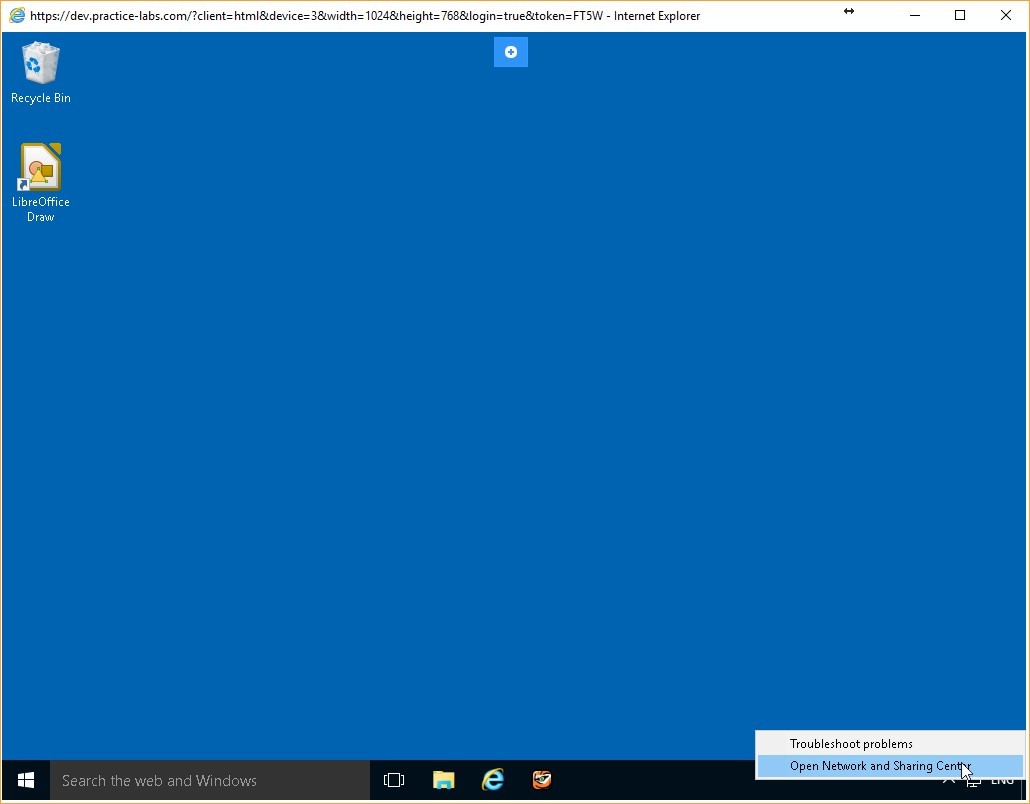 https://dev.practice-labs.com/?client=html&device=3&width=1024&height=768&login=true&token=FT5W - Internet Explorer
Recycle Bin
LibreOffice
Draw
Troubleshoot problems
Open Network and Sharing Center
Search the web and Windows
ENG